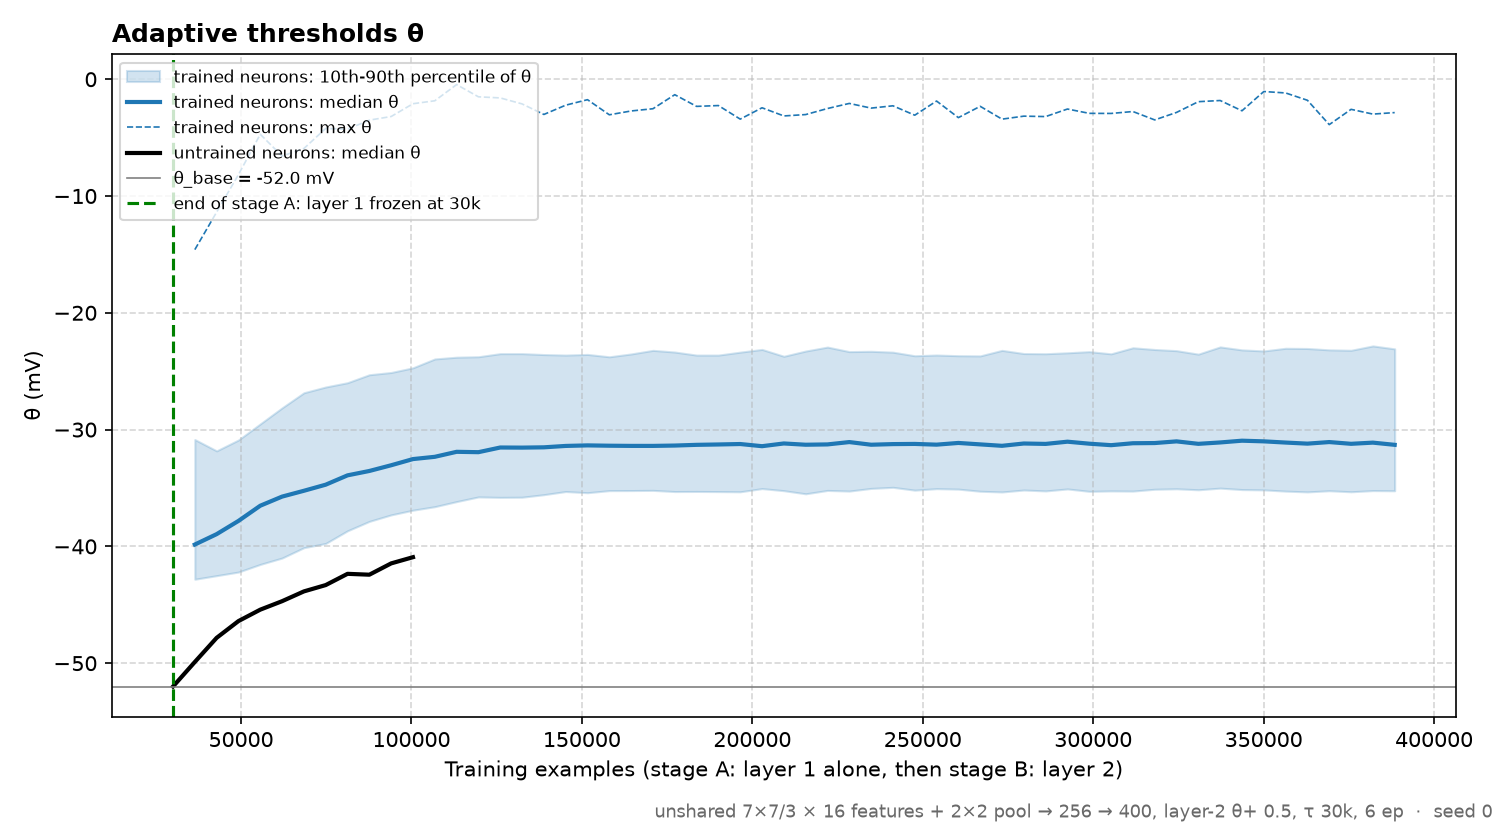 Adaptive thresholds θ
trained neurons: 10th-90th percentile of θ
trained neurons: median θ
trained neurons: max θ
untrained neurons: median θ
θ_base = -52.0 mV
end of stage A: layer 1 frozen at 30k
0
−10
−20
−30
−40
−50
θ (mV)
50000 100000 150000 200000 250000 300000 350000 400000
Training examples (stage A: layer 1 alone, then stage B: layer 2)
unshared 7×7/3 × 16 features + 2×2 pool → 256 → 400, layer-2 θ+ 0.5, τ 30k, 6 ep · seed 0